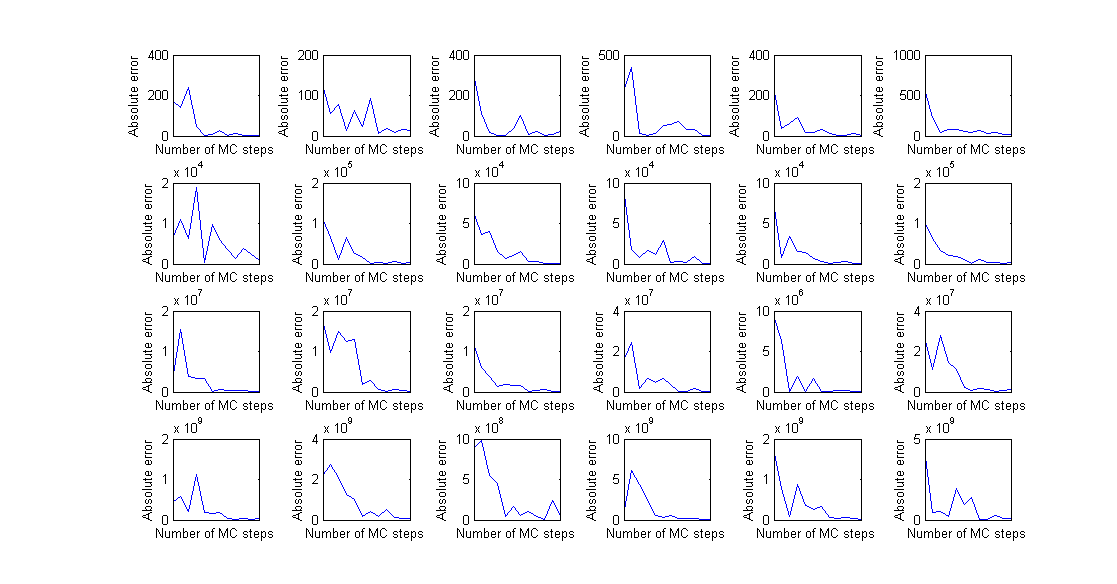 400 200 0 Absolute error Number of MC steps
200 100 0 Absolute error Number of MC steps
400 200 0 Absolute error Number of MC steps
500 0 Absolute error Number of MC steps
400 200 0 Absolute error Number of MC steps
1000 500 0 Absolute error Number of MC steps
x 10^4 2 1 0 Absolute error Number of MC steps
x 10^5 2 1 0 Absolute error Number of MC steps
x 10^4 10 5 0 Absolute error Number of MC steps
x 10^4 10 5 0 Absolute error Number of MC steps
x 10^4 10 5 0 Absolute error Number of MC steps
x 10^5 2 1 0 Absolute error Number of MC steps
x 10^7 2 1 0 Absolute error Number of MC steps
x 10^7 2 1 0 Absolute error Number of MC steps
x 10^7 2 1 0 Absolute error Number of MC steps
x 10^7 4 2 0 Absolute error Number of MC steps
x 10^6 10 5 0 Absolute error Number of MC steps
x 10^7 4 2 0 Absolute error Number of MC steps
x 10^9 2 1 0 Absolute error Number of MC steps
x 10^9 4 2 0 Absolute error Number of MC steps
x 10^8 10 5 0 Absolute error Number of MC steps
x 10^9 10 5 0 Absolute error Number of MC steps
x 10^9 2 1 0 Absolute error Number of MC steps
x 10^9 5 0 Absolute error Number of MC steps